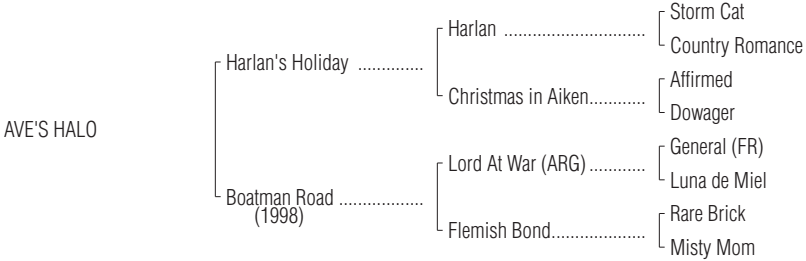 Storm Cat
Harlan ..............................
Country Romance
Harlan's Holiday ..............
Affirmed
Christmas in Aiken............
Dowager
AVE'S HALO
General (FR)
Lord At War (ARG) ............
Luna de Miel
Boatman Road ..................
(1998)
Rare Brick
Flemish Bond....................
Misty Mom